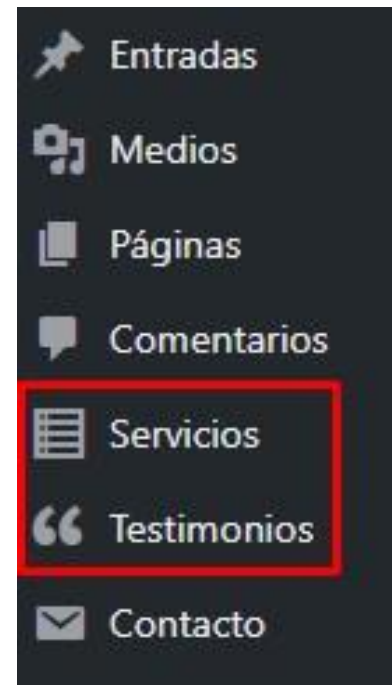 Entradas
Medios
Páginas
Comentarios
Servicios
Testimonios
Contacto